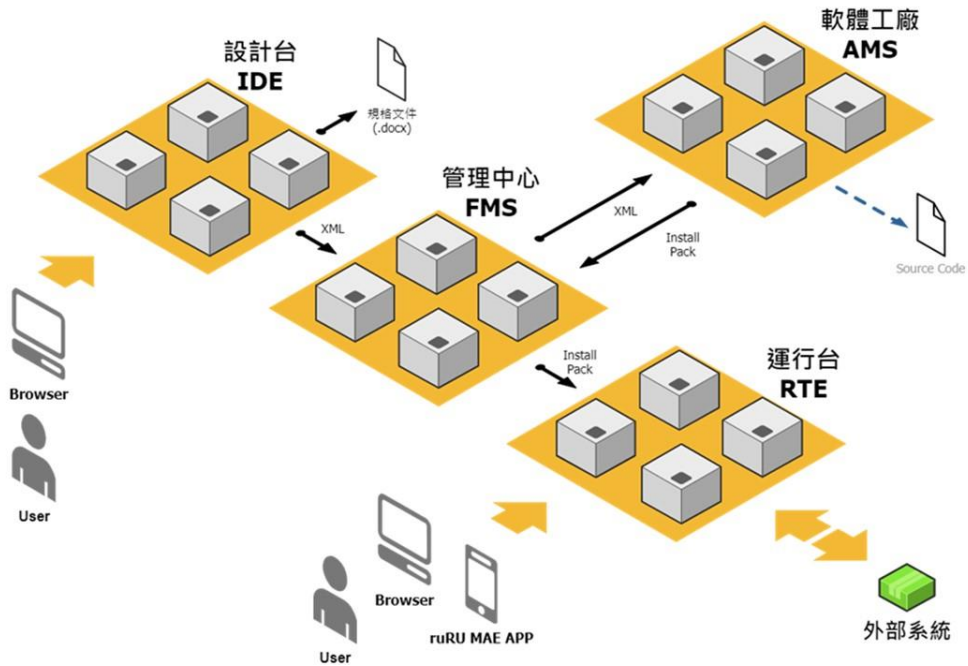 設計台
IDE
規格文件
(.docx)
軟體工廠
AMS
管理中心
FMS
XML
XML
Install
Pack
Source Code
Browser
User
Install
Pack
運行台
RTE
User
Browser
ruRU MAE APP
外部系統